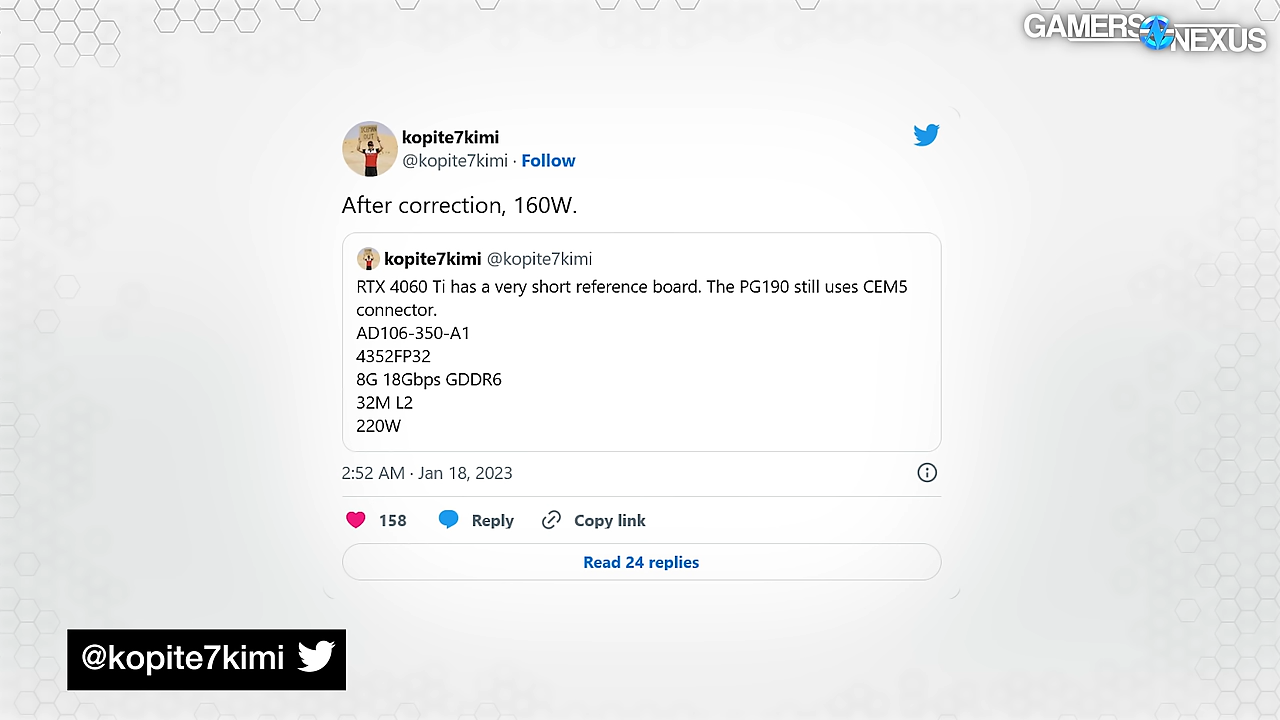 GAMERS NEXUS
kopite7kimi
@kopite7kimi · Follow
After correction, 160W.
kopite7kimi @kopite7kimi
RTX 4060 Ti has a very short reference board. The PG190 still uses CEM5
connector.
AD106-350-A1
4352FP32
8G 18Gbps GDDR6
32M L2
220W
2:52 AM · Jan 18, 2023
158 Reply Copy link
Read 24 replies
@kopite7kimi